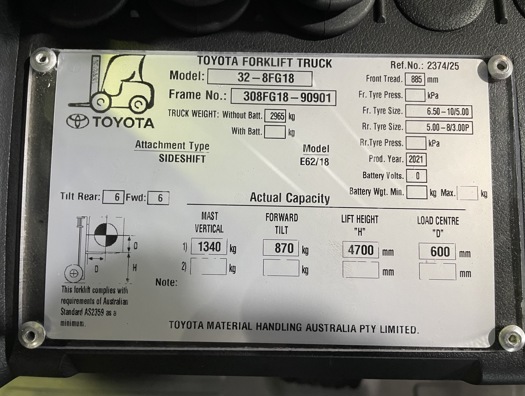 TOYOTA FORKLIFT TRUCK
Ref.No.: 2374/25
Model: 32-8FG18
Frame No.: 308FG18-90901
TRUCK WEIGHT: Without Batt. 2965 kg
With Batt. kg
TOYOTA
Front Tread. 885 mm
Fr. Tyre Press. kPa
Fr. Tyre Size. 6.50-10/5.00
Rr. Tyre Size. 5.00-8/3.00P
Rr.Tyre Press. kPa
Prod. Year. 2021
Battery Volts. 0
Battery Wgt. Min. kg Max. kg
Attachment Type
SIDESHIFT
Model
E62/18
Tilt Rear: 6 Fwd: 6
Actual Capacity
MAST VERTICAL FORWARD TILT LIFT HEIGHT "H" LOAD CENTRE "D"
1) 1340 kg 870 kg 4700 mm 600 mm
2) kg kg mm mm
Note:
D
D H
This forklift complies with
requirements of Australian
Standard AS2359 as a
minimum.
TOYOTA MATERIAL HANDLING AUSTRALIA PTY LIMITED.